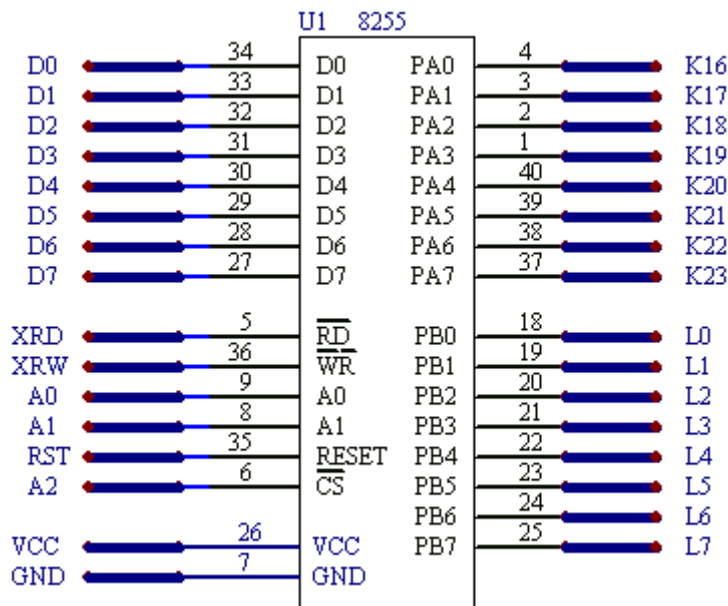 U1 8255
D0 34 D0 PA0 4 K16
D1 33 D1 PA1 3 K17
D2 32 D2 PA2 2 K18
D3 31 D3 PA3 1 K19
D4 30 D4 PA4 40 K20
D5 29 D5 PA5 39 K21
D6 28 D6 PA6 38 K22
D7 27 D7 PA7 37 K23
XRD 5 RD PB0 18 L0
XRW 36 WR PB1 19 L1
A0 9 A0 PB2 20 L2
A1 8 A1 PB3 21 L3
RST 35 RESET PB4 22 L4
A2 6 CS PB5 23 L5
PB6 24 L6
VCC 26 VCC PB7 25 L7
GND 7 GND